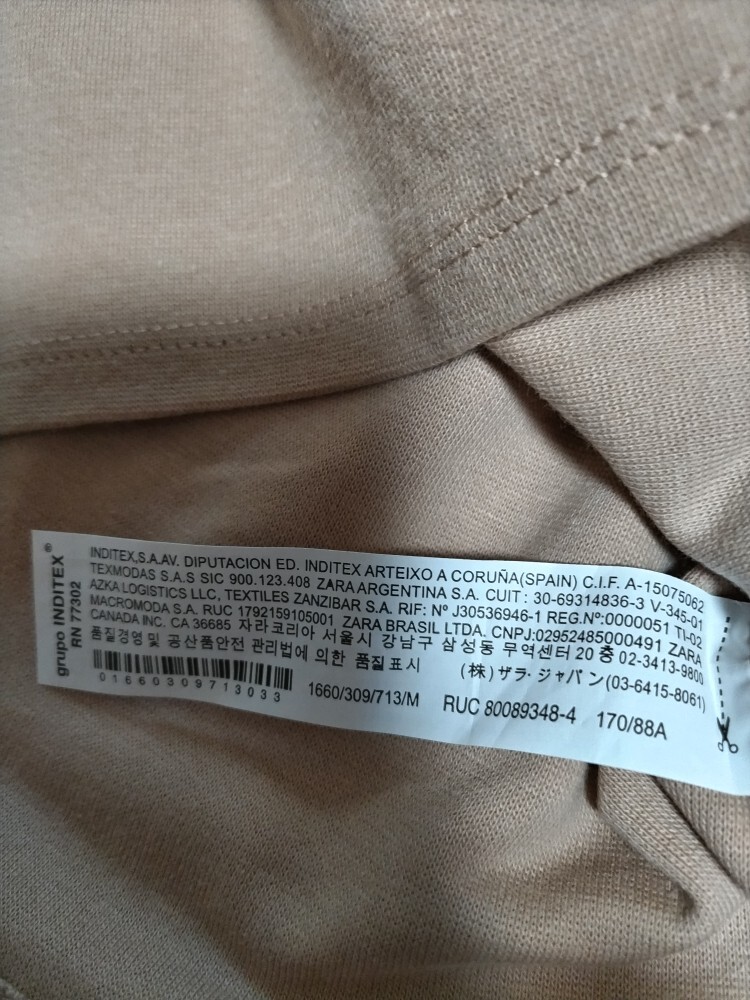 grupo INDITEX®
RN 77302
INDITEX,S.A.AV. DIPUTACION ED. INDITEX ARTEIXO A CORUÑA(SPAIN) C.I.F. A-15075062
TEXMODAS S.A.S SIC 900.123.408 ZARA ARGENTINA S.A. CUIT : 30-69314836-3 V-345-01
AZKA LOGISTICS LLC, TEXTILES ZANZIBAR S.A. RIF: Nº J30536946-1 REG.Nº:0000051 TI-02
MACROMODA S.A. RUC 1792159105001 ZARA BRASIL LTDA. CNPJ:02952485000491 ZARA
CANADA INC. CA 36685 자라코리아 서울시 강남구 삼성동 무역센터 20 층 02-3413-9800
품질경영 및 공산품안전 관리법에 의한 품질표시 (株)ザラ・ジャパン(03-6415-8061)
01660309713033 1660/309/713/M RUC 80089348-4 170/88A